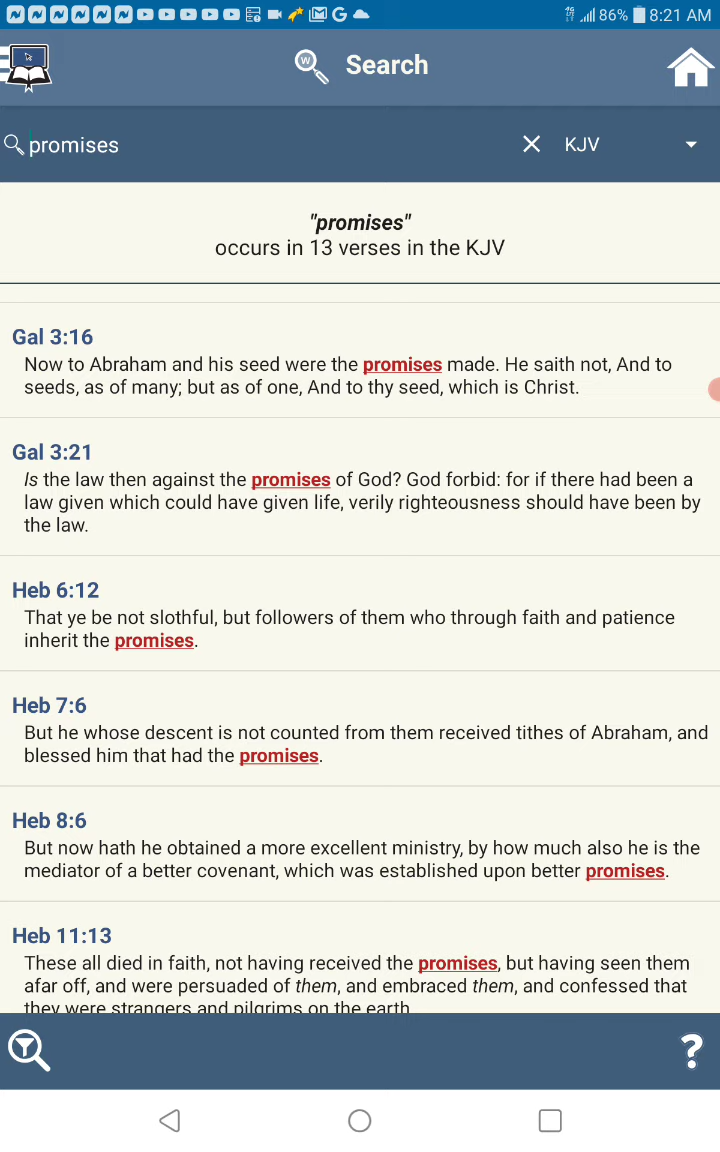 86% 8:21 AM
W Search
promises KJV
"promises"
occurs in 13 verses in the KJV
Gal 3:16
Now to Abraham and his seed were the promises made. He saith not, And to
seeds, as of many; but as of one, And to thy seed, which is Christ.
Gal 3:21
Is the law then against the promises of God? God forbid: for if there had been a
law given which could have given life, verily righteousness should have been by
the law.
Heb 6:12
That ye be not slothful, but followers of them who through faith and patience
inherit the promises.
Heb 7:6
But he whose descent is not counted from them received tithes of Abraham, and
blessed him that had the promises.
Heb 8:6
But now hath he obtained a more excellent ministry, by how much also he is the
mediator of a better covenant, which was established upon better promises.
Heb 11:13
These all died in faith, not having received the promises, but having seen them
afar off, and were persuaded of them, and embraced them, and confessed that
they were strangers and pilgrims on the earth
?